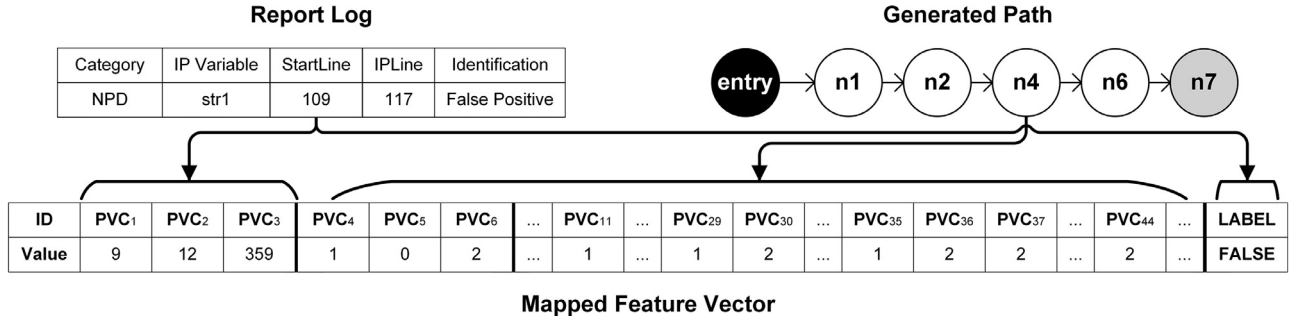 Report Log
Generated Path
Category IP Variable StartLine IPLine Identification
NPD str1 109 117 False Positive
entry n1 n2 n4 n6 n7
ID PVC1 PVC2 PVC3 PVC4 PVC5 PVC6 ... PVC11 ... PVC29 PVC30 ... PVC35 PVC36 PVC37 ... PVC44 ... LABEL
Value 9 12 359 1 0 2 ... 1 ... 1 2 ... 1 2 2 ... 2 ... FALSE
Mapped Feature Vector